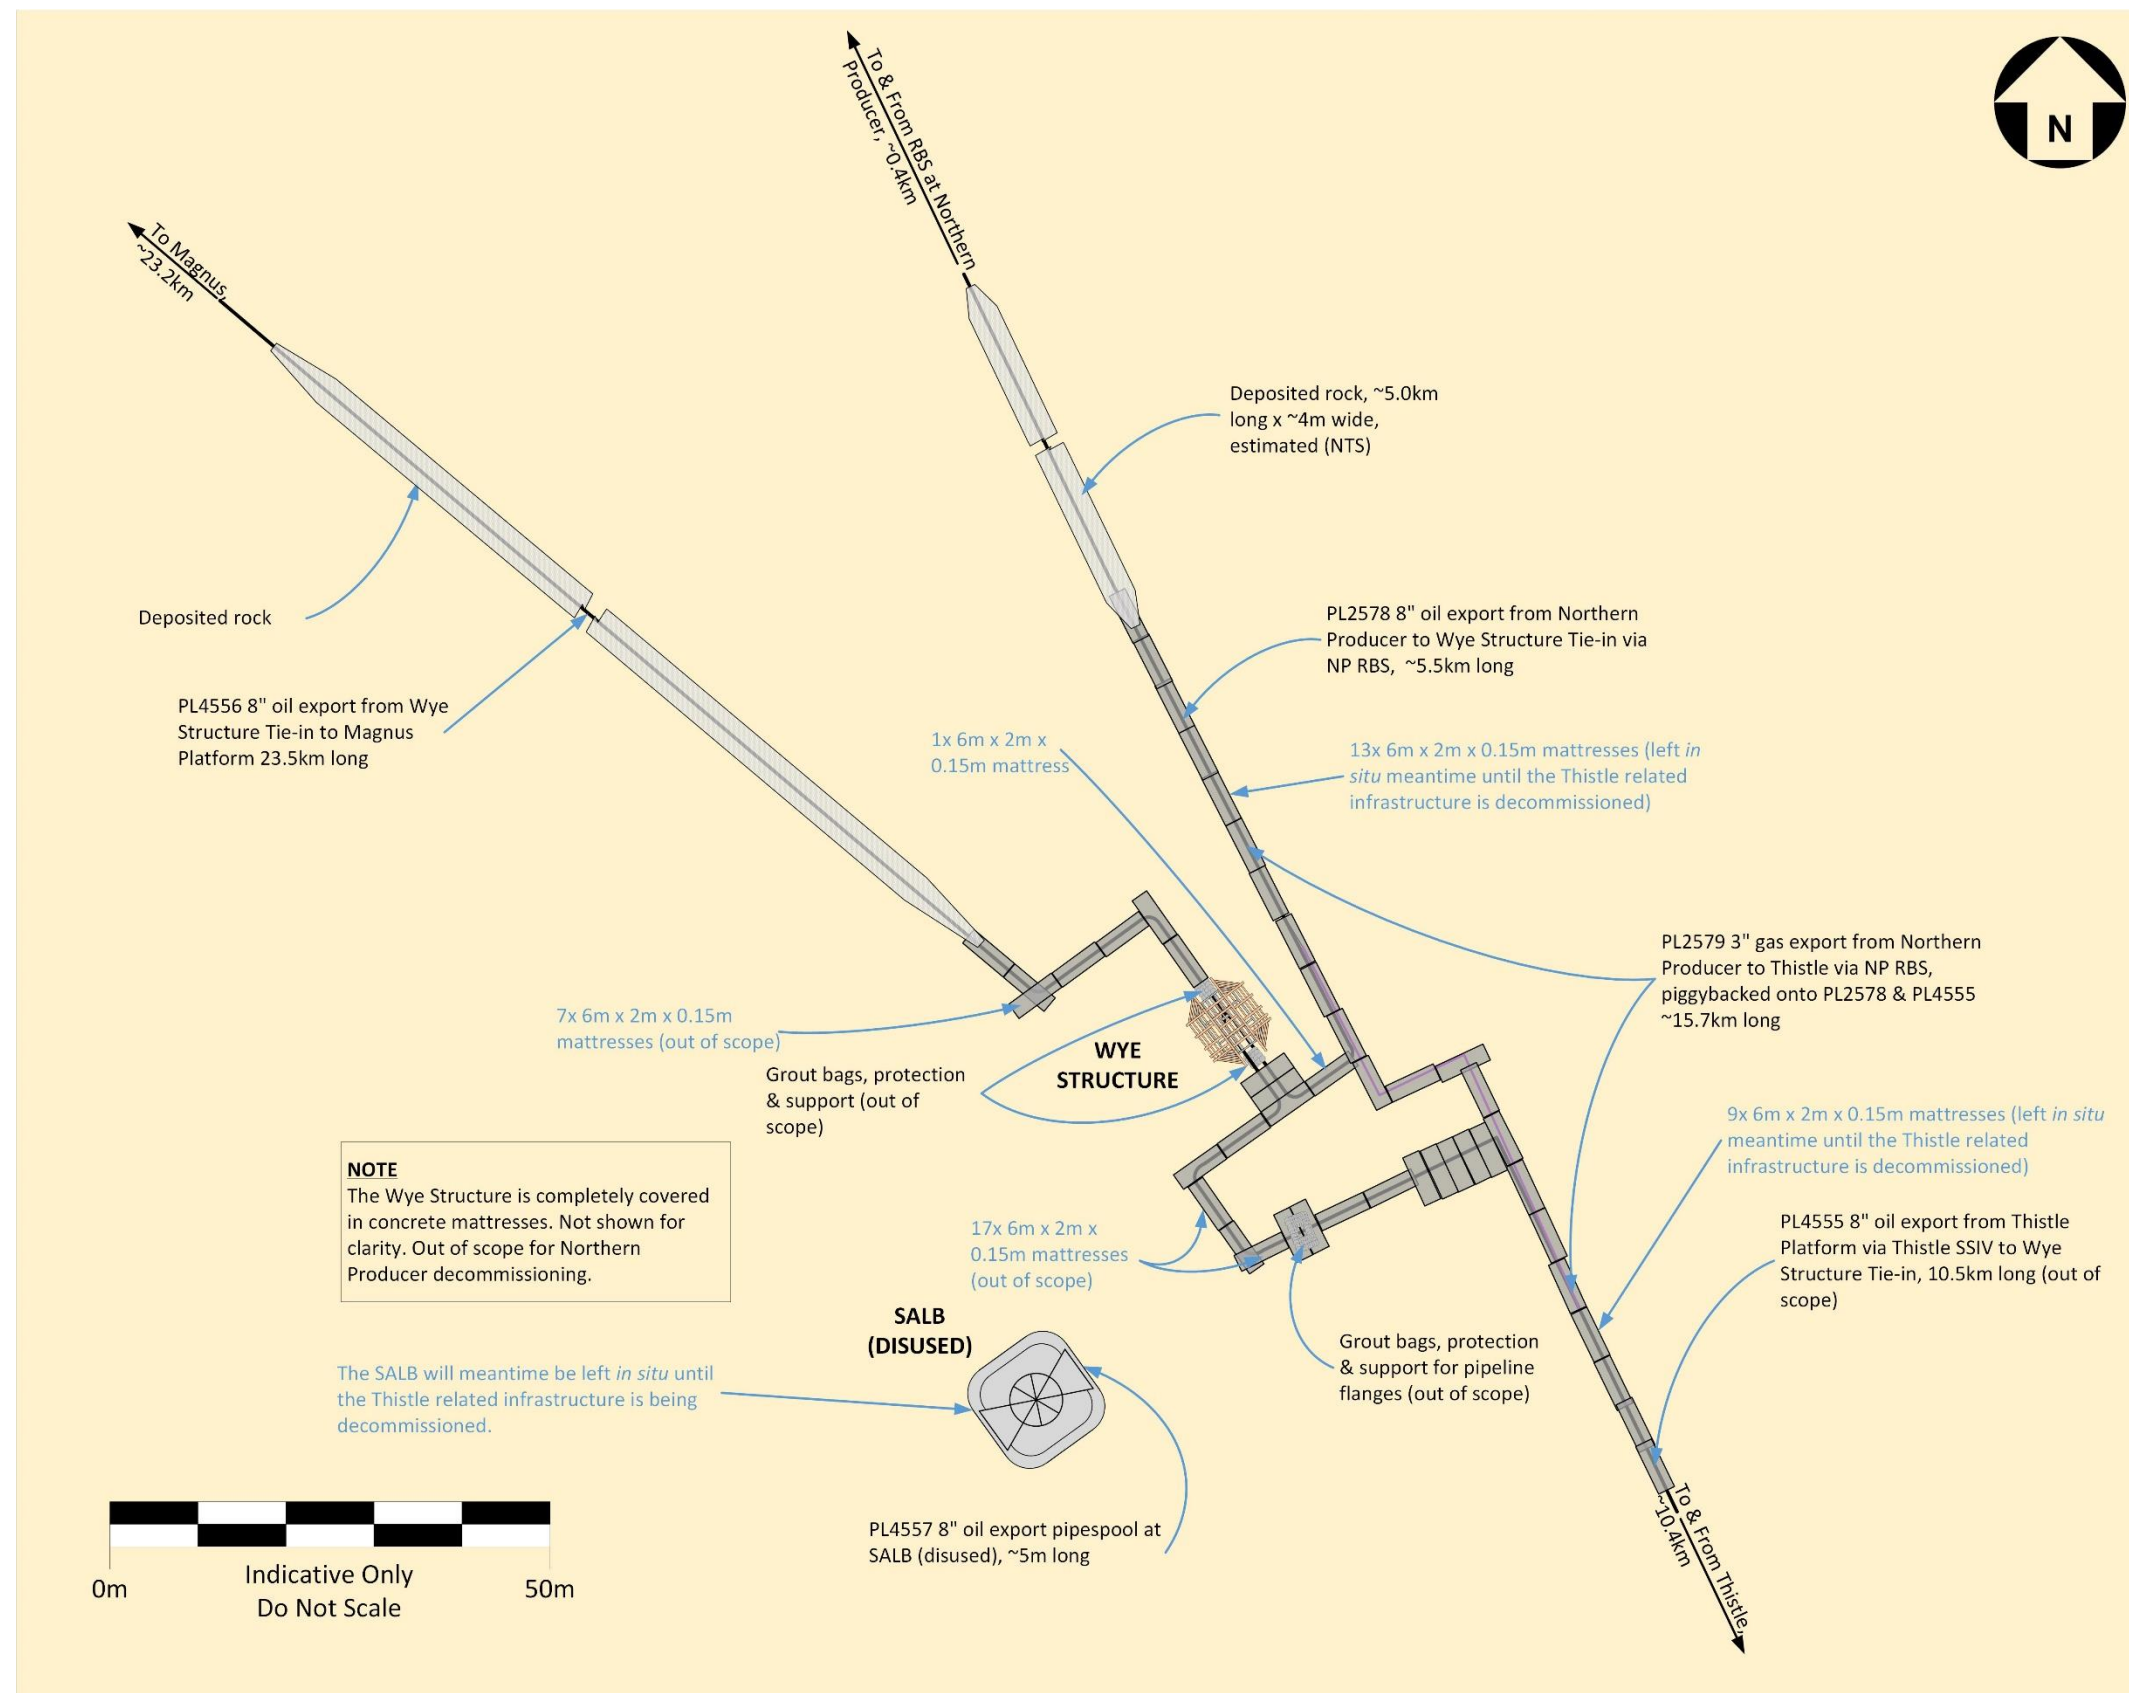 To & From RBS at Northern
Producer, ~0.4km
N
To Magnus,
~23.2km
Deposited rock, ~5.0km
long x ~4m wide,
estimated (NTS)
Deposited rock
PL2578 8" oil export from Northern
Producer to Wye Structure Tie-in via
NP RBS, ~5.5km long
PL4556 8" oil export from Wye
Structure Tie-in to Magnus
Platform 23.5km long
1x 6m x 2m x
0.15m mattress
13x 6m x 2m x 0.15m mattresses (left in
situ meantime until the Thistle related
infrastructure is decommissioned)
PL2579 3" gas export from Northern
Producer to Thistle via NP RBS,
piggybacked onto PL2578 & PL4555
~15.7km long
7x 6m x 2m x 0.15m
mattresses (out of scope)
WYE
STRUCTURE
Grout bags, protection
& support (out of
scope)
9x 6m x 2m x 0.15m mattresses (left in situ
meantime until the Thistle related
infrastructure is decommissioned)
NOTE
The Wye Structure is completely covered
in concrete mattresses. Not shown for
clarity. Out of scope for Northern
Producer decommissioning.
17x 6m x 2m x
0.15m mattresses
(out of scope)
PL4555 8" oil export from Thistle
Platform via Thistle SSIV to Wye
Structure Tie-in, 10.5km long (out of
scope)
SALB
(DISUSED)
Grout bags, protection
& support for pipeline
flanges (out of scope)
The SALB will meantime be left in situ until
the Thistle related infrastructure is being
decommissioned.
PL4557 8" oil export pipespool at
SALB (disused), ~5m long
To & From Thistle,
~10.4km
0m
Indicative Only
Do Not Scale
50m